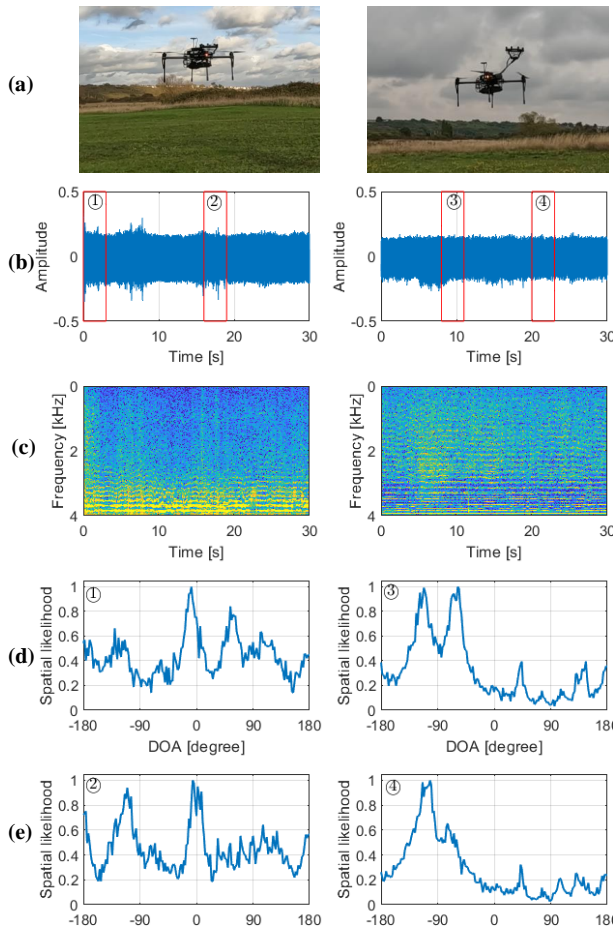 (a)
(b)
Amplitude
0.5
0
-0.5
① ②
0 10 20 30
Time [s]
Amplitude
0.5
0
-0.5
③ ④
0 10 20 30
Time [s]
(c)
Frequency [kHz]
0
2
4
0 10 20 30
Time [s]
Frequency [kHz]
0
2
4
0 10 20 30
Time [s]
(d)
①
Spatial likelihood
1
0.8
0.6
0.4
0.2
0
-180 -90 0 90 180
DOA [degree]
③
Spatial likelihood
1
0.8
0.6
0.4
0.2
0
-180 -90 0 90 180
DOA [degree]
(e)
②
Spatial likelihood
1
0.8
0.6
0.4
0.2
0
-180 -90 0 90 180
④
Spatial likelihood
1
0.8
0.6
0.4
0.2
0
-180 -90 0 90 180